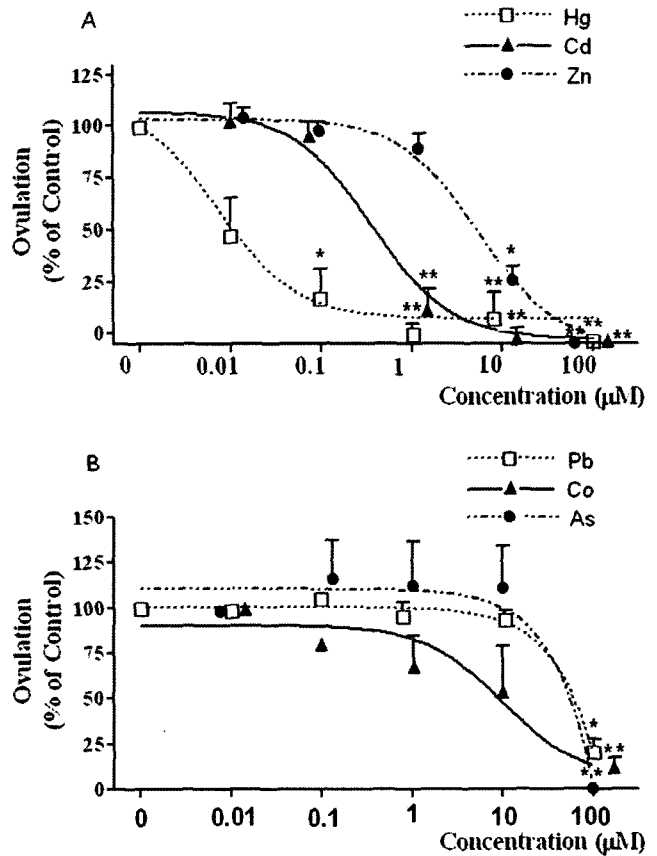 A
Hg
Cd
Zn
Ovulation
(% of Control)
125
100
75
50
25
0
*
**
**
**
**
*
**
**
**
0 0.01 0.1 1 10 100
Concentration (µM)
B
Pb
Co
As
Ovulation
(% of Control)
150
125
100
75
50
25
0
*
**
**
0 0.01 0.1 1 10 100
Concentration (µM)